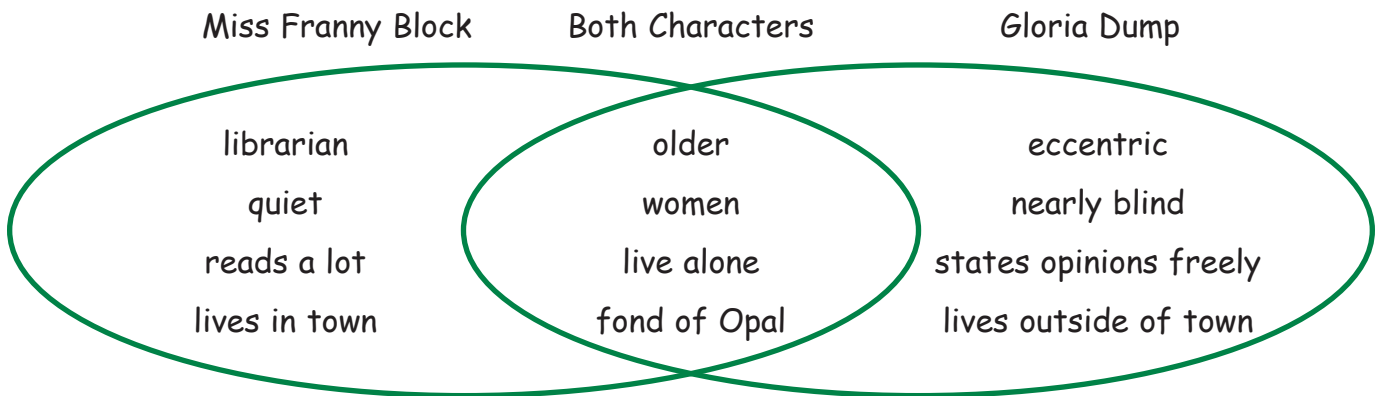 Miss Franny Block
Both Characters
Gloria Dump
librarian
quiet
reads a lot
lives in town
older
women
live alone
fond of Opal
eccentric
nearly blind
states opinions freely
lives outside of town